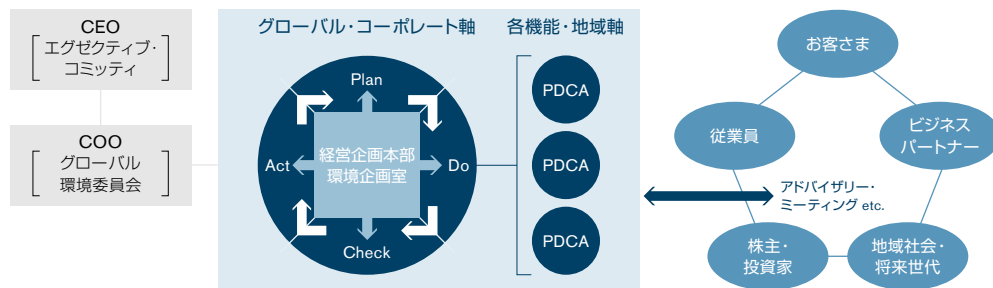 CEO
エグゼクティブ・
コミッティ
COO
グローバル
環境委員会
グローバル・コーポレート軸
各機能・地域軸
Plan
Act
経営企画本部
環境企画室
Do
Check
PDCA
PDCA
PDCA
アドバイザリー・
ミーティング etc.
お客さま
従業員
ビジネス
パートナー
株主・
投資家
地域社会・
将来世代